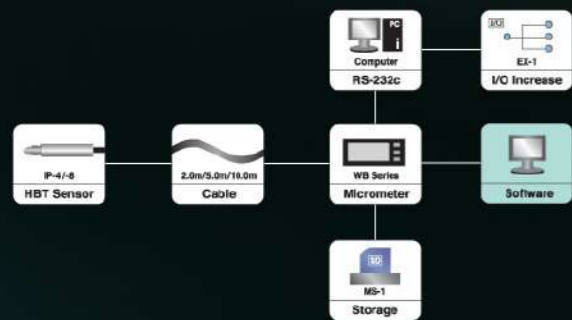 PC
Computer
RS-232c
I/O
EX-1
I/O Increase
IP-4/-6
HBT Sensor
2.0m/5.0m/10.0m
Cable
WB Series
Micrometer
Software
SD
MS-1
Storage